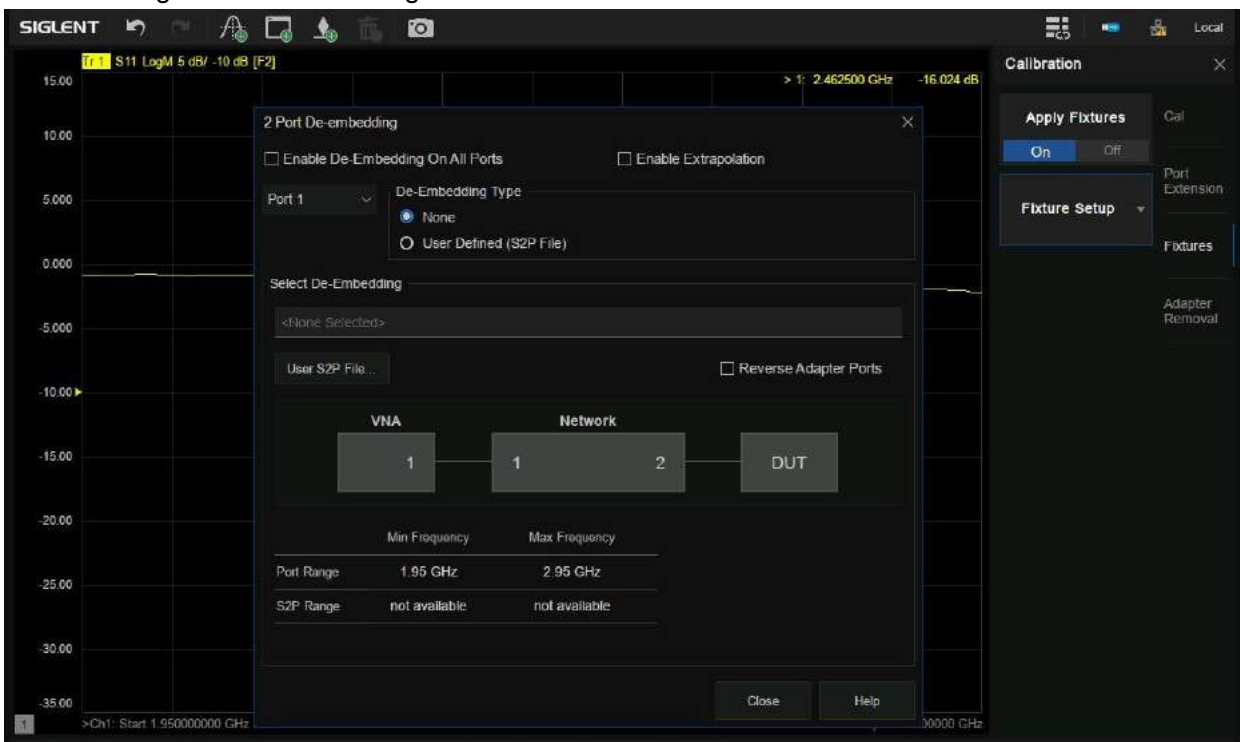 SIGLENT Local
Tr 1 S11 LogM 5 dB/ -10 dB [F2]
> 1: 2.462500 GHz -16.024 dB
15.00
10.00
5.000
0.000
-5.000
-10.00
-15.00
-20.00
-25.00
-30.00
-35.00
2 Port De-embedding
Enable De-Embedding On All Ports Enable Extrapolation
Port 1
De-Embedding Type
None
User Defined (S2P File)
Select De-Embedding
<None Selected>
User S2P File... Reverse Adapter Ports
VNA Network
1 1 2 DUT
Min Frequency Max Frequency
Port Range 1.95 GHz 2.95 GHz
S2P Range not available not available
Close Help
1 >Ch1: Start 1.950000000 GHz 00000 GHz
Calibration
Apply Fixtures
On Off
Fixture Setup
Cal
Port
Extension
Fixtures
Adapter
Removal